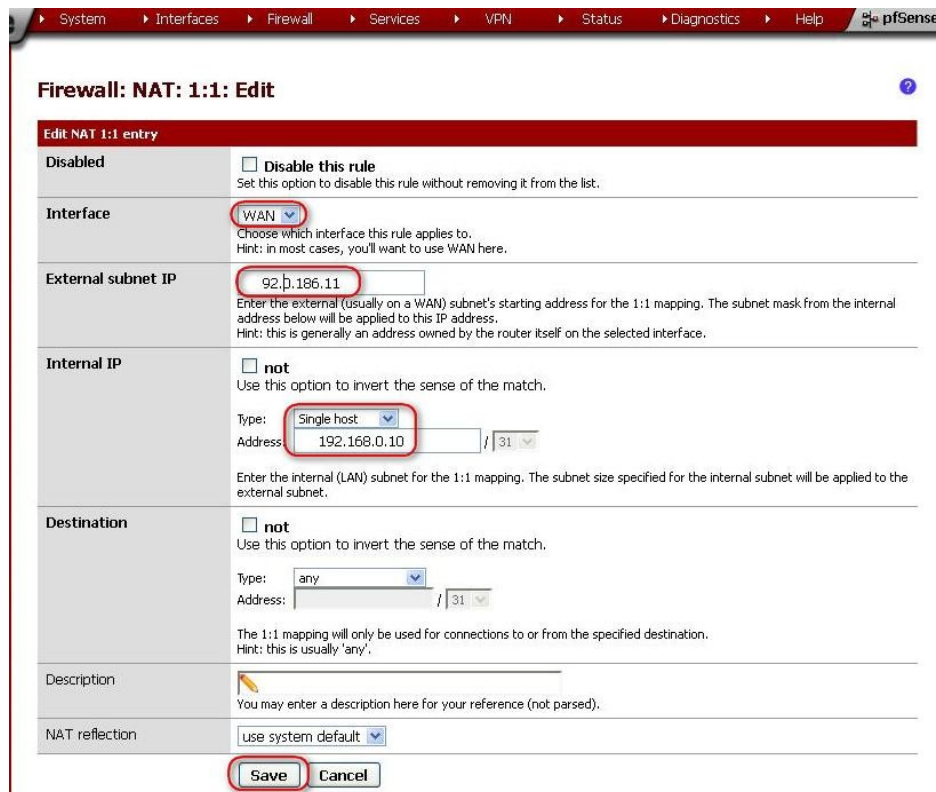 System Interfaces Firewall Services VPN Status Diagnostics Help pfSense
Firewall: NAT: 1:1: Edit
Edit NAT 1:1 entry
Disabled
Disable this rule
Set this option to disable this rule without removing it from the list.
Interface
WAN
Choose which interface this rule applies to.
Hint: in most cases, you'll want to use WAN here.
External subnet IP
92.0.186.11
Enter the external (usually on a WAN) subnet's starting address for the 1:1 mapping. The subnet mask from the internal
address below will be applied to this IP address.
Hint: this is generally an address owned by the router itself on the selected interface.
Internal IP
not
Use this option to invert the sense of the match.
Type: Single host
Address: 192.168.0.10 / 31
Enter the internal (LAN) subnet for the 1:1 mapping. The subnet size specified for the internal subnet will be applied to the
external subnet.
Destination
not
Use this option to invert the sense of the match.
Type: any
Address: / 31
The 1:1 mapping will only be used for connections to or from the specified destination.
Hint: this is usually 'any'.
Description
You may enter a description here for your reference (not parsed).
NAT reflection
use system default
Save Cancel